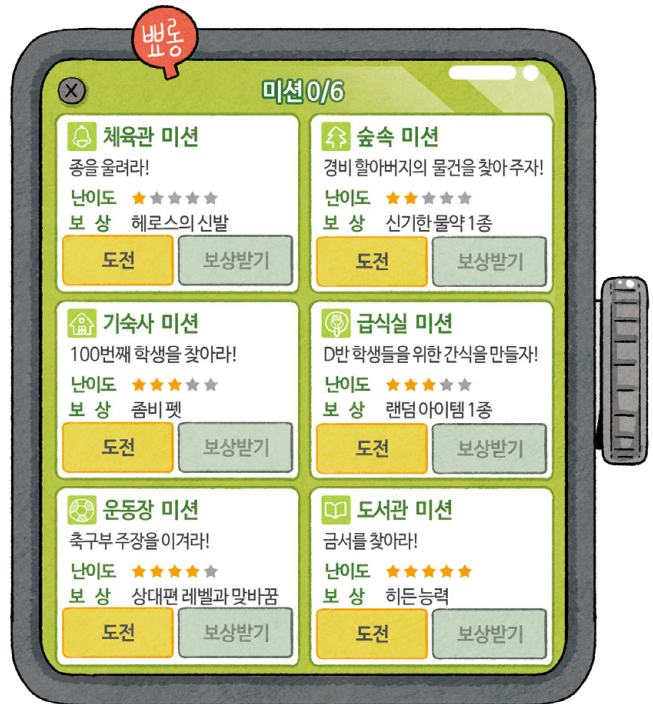 뾰롱
X
미션 0/6
체육관 미션
종을 울려라!
난이도 ★★★★★
보 상 헤로스의 신발
도전 보상받기
숲속 미션
경비 할아버지의 물건을 찾아 주자!
난이도 ★★★★★
보 상 신기한 물약 1종
도전 보상받기
기숙사 미션
100번째 학생을 찾아라!
난이도 ★★★★★
보 상 좀비 펫
도전 보상받기
급식실 미션
D반 학생들을 위한 간식을 만들자!
난이도 ★★★★★
보 상 랜덤 아이템 1종
도전 보상받기
운동장 미션
축구부 주장을 이겨라!
난이도 ★★★★★
보 상 상대편 레벨과 맞바꿈
도전 보상받기
도서관 미션
금서를 찾아라!
난이도 ★★★★★
보 상 히든 능력
도전 보상받기